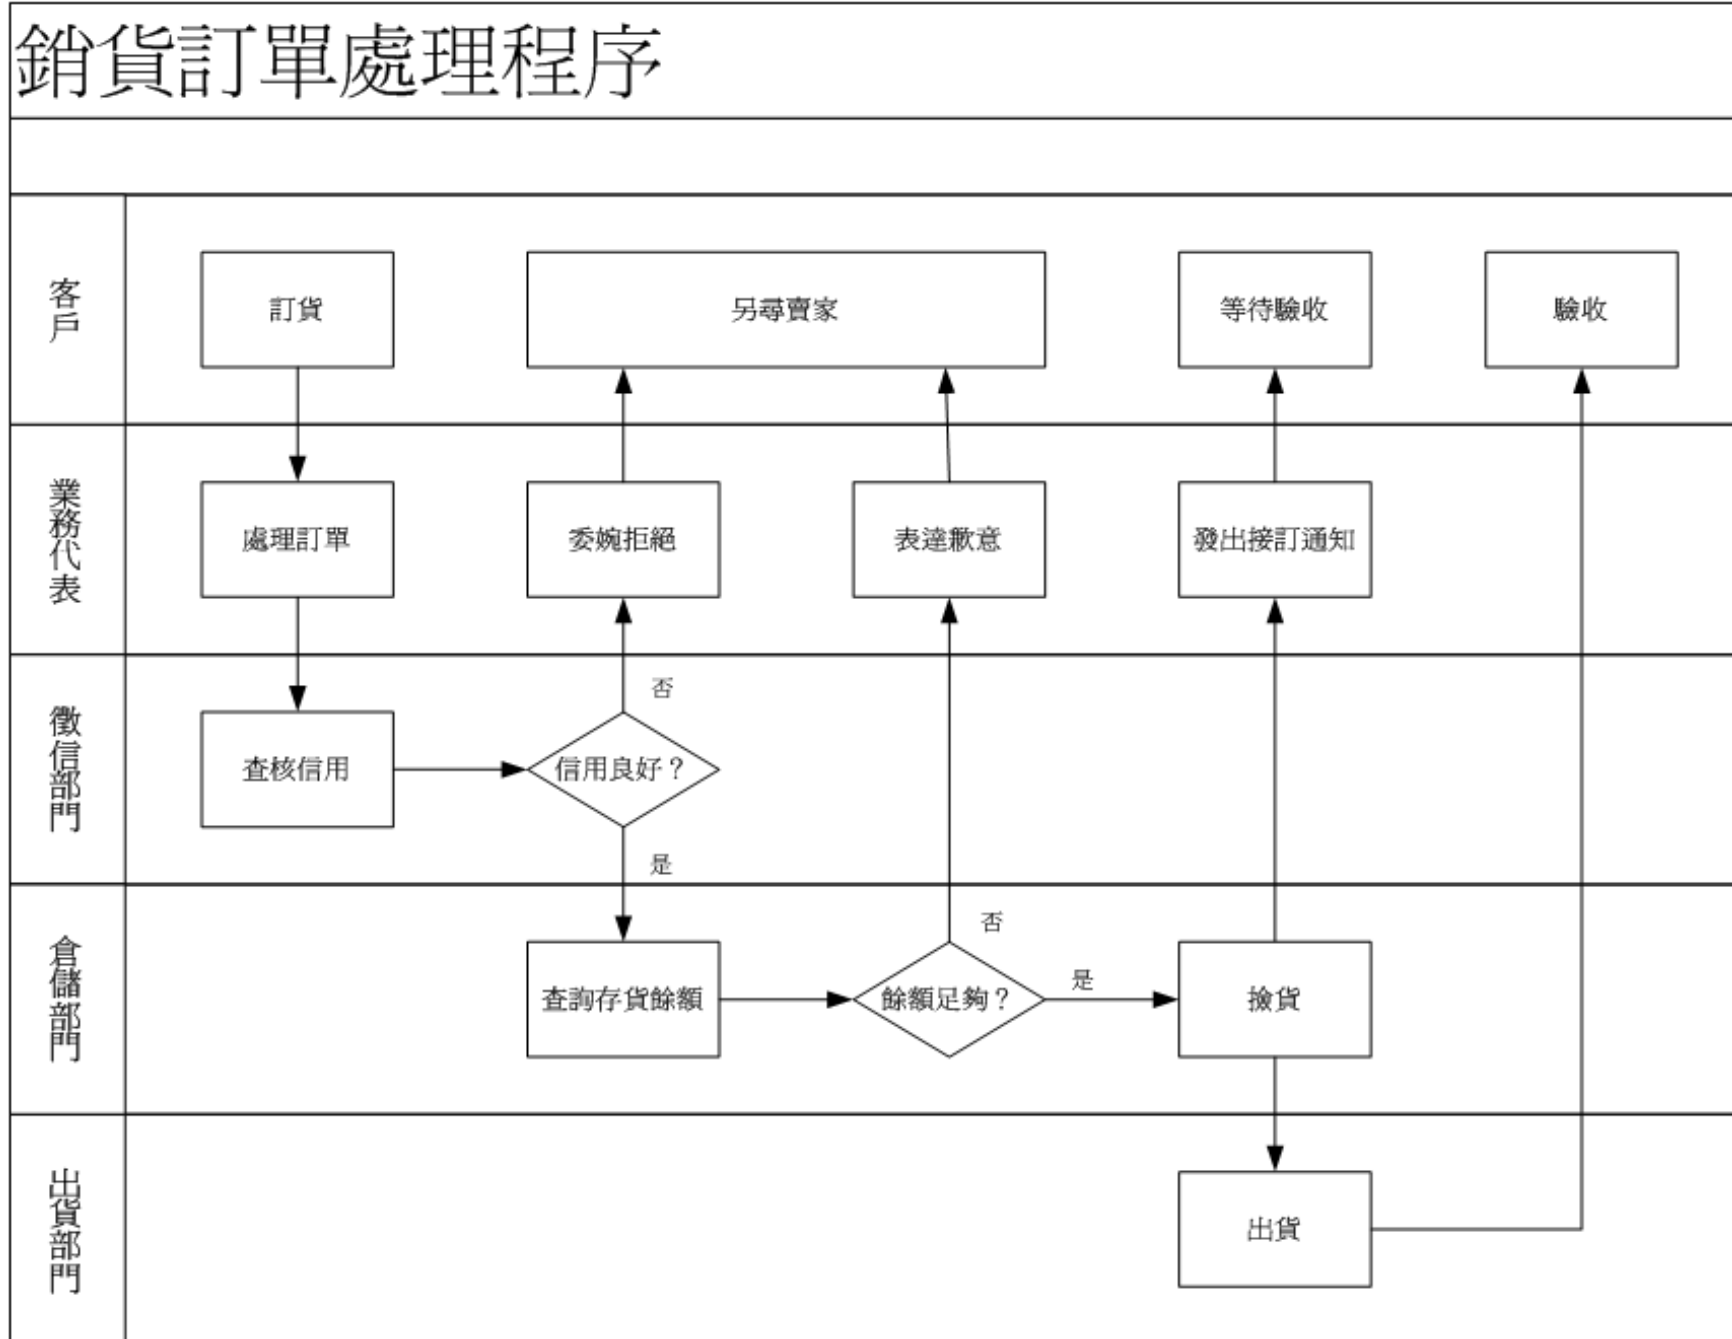 銷貨訂單處理程序
客戶
訂貨
另尋賣家
等待驗收
驗收
業務代表
處理訂單
委婉拒絕
表達歉意
發出接訂通知
徵信部門
查核信用
信用良好？
否
是
倉儲部門
查詢存貨餘額
餘額足夠？
否
是
撿貨
出貨部門
出貨